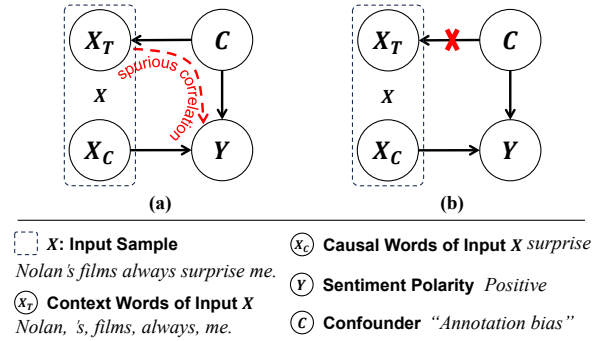 X_T C X_T C
spurious correlation
X X
X_C Y X_C Y
(a) (b)
X: Input Sample
Nolan's films always surprise me.
X_T Context Words of Input X
Nolan, 's, films, always, me.
X_C Causal Words of Input X surprise
Y Sentiment Polarity Positive
C Confounder “Annotation bias”